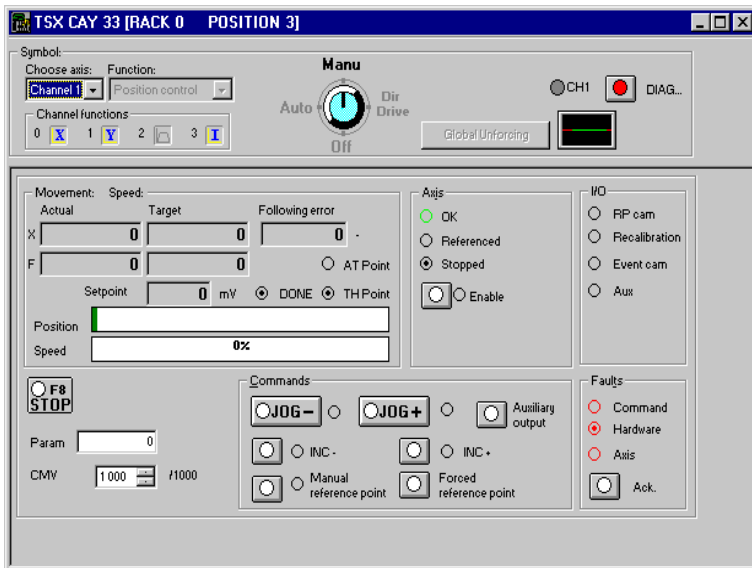 TSX CAY 33 [RACK 0 POSITION 3]
Symbol:
Choose axis: Function:
Channel 1 Position control
Channel functions
0 X 1 Y 2 3 I
Manu
Auto Dir Drive
Off
CH1 DIAG...
Global Unforcing
Movement: Speed:
Actual Target Following error
X 0 0 0 -
F 0 0 AT Point
Setpoint 0 mV DONE TH Point
Position
Speed 0%
Axis
OK
Referenced
Stopped
Enable
I/O
RP cam
Recalibration
Event cam
Aux
F8
STOP
Param 0
CMV 1000 /1000
Commands
JOG- JOG+ Auxiliary output
INC - INC +
Manual reference point Forced reference point
Faults
Command
Hardware
Axis
Ack.